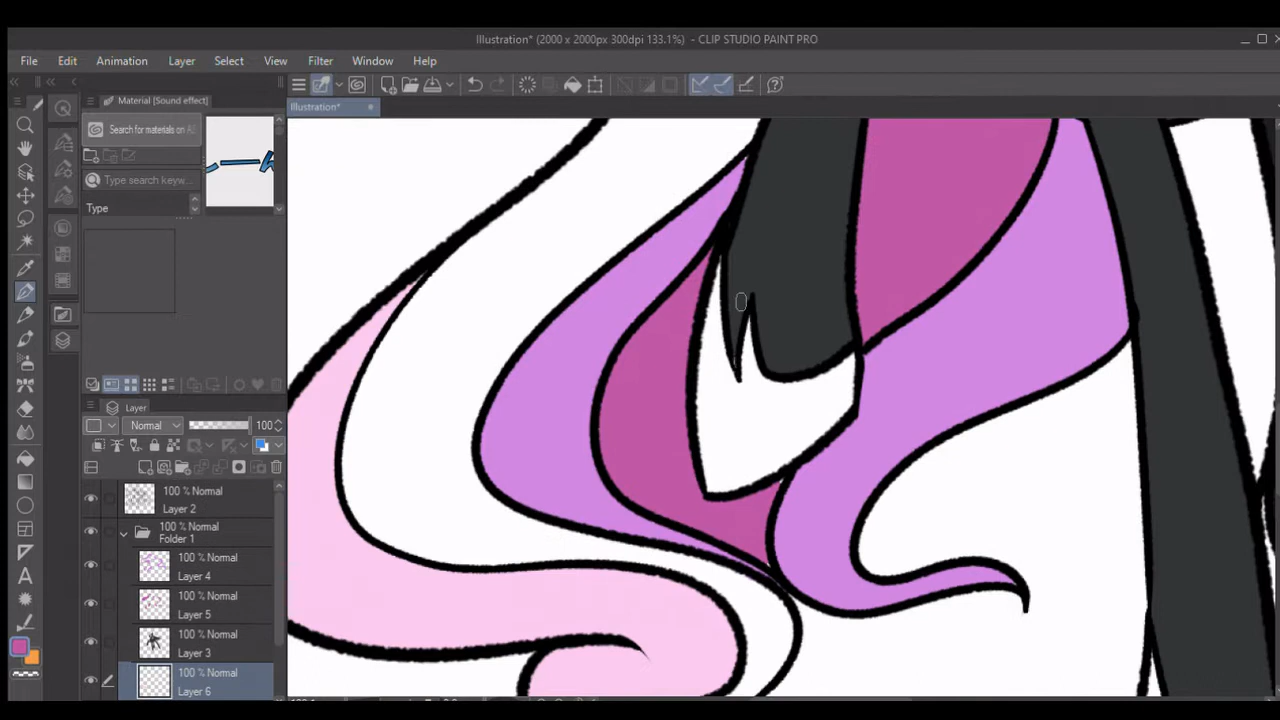 Illustration* (2000 x 2000px 300dpi 133.1%) - CLIP STUDIO PAINT PRO
File Edit Animation Layer Select View Filter Window Help
Material [Sound effect]
Illustration*
Search for materials on
Type search keyw...
Type
Layer
Normal 100
100 % Normal
Layer 2
100 % Normal
Folder 1
100 % Normal
Layer 4
100 % Normal
Layer 5
100 % Normal
Layer 3
100 % Normal
Layer 6